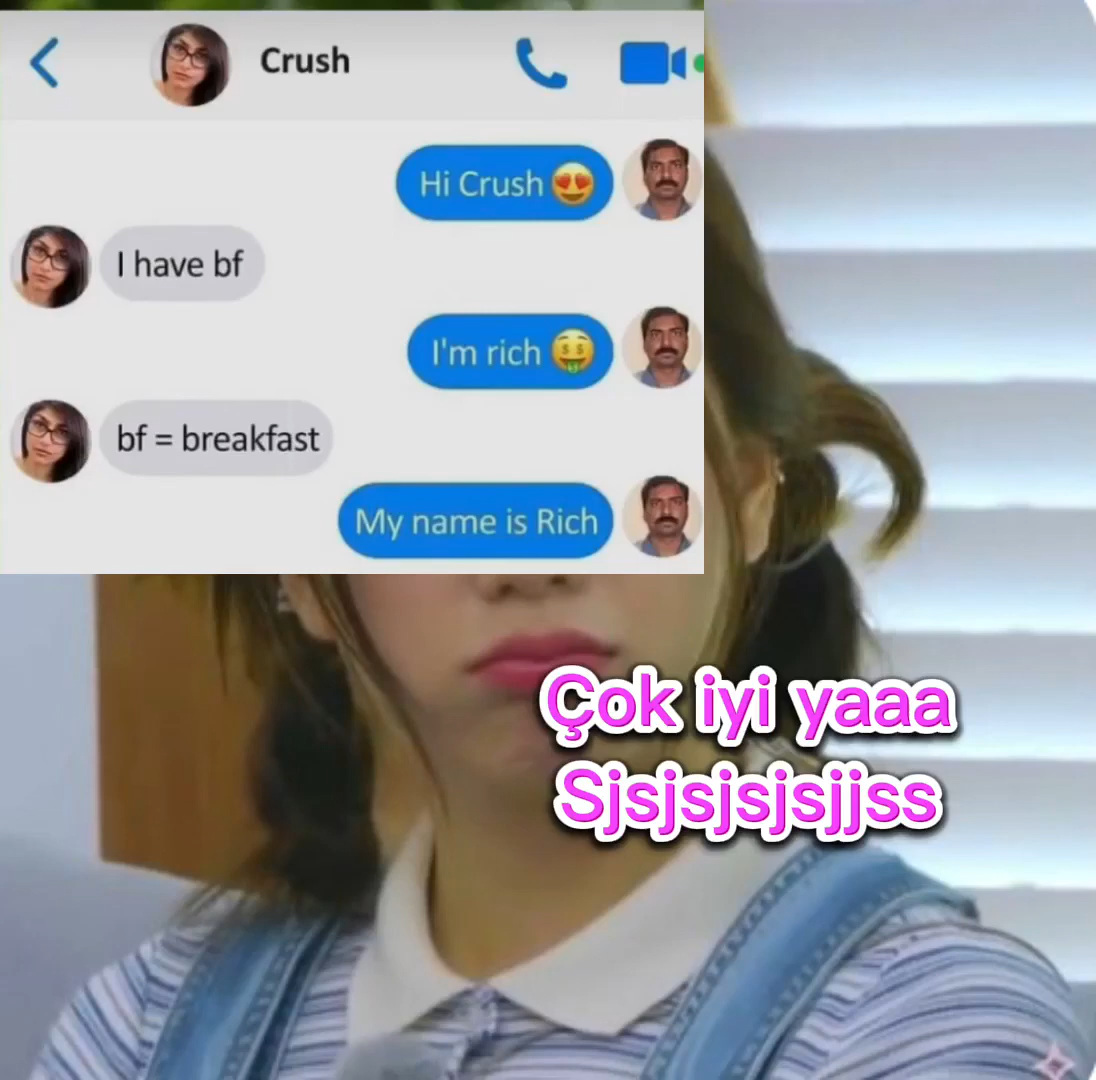 Crush
Hi Crush 😍
I have bf
I'm rich 🤑
bf = breakfast
My name is Rich
Çok iyi yaaa
Sjsjsjsjsjjss